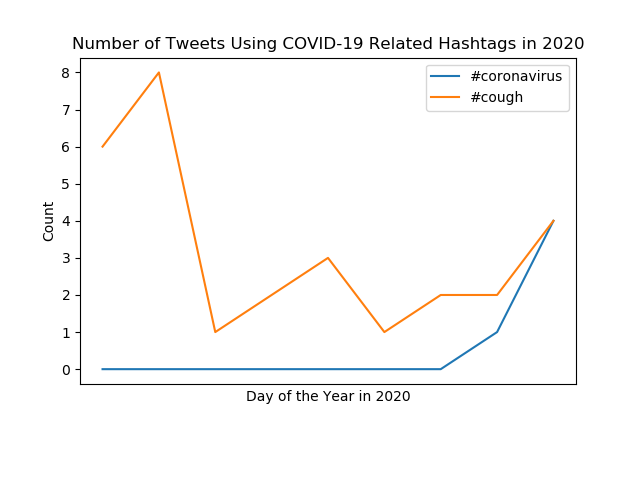 Number of Tweets Using COVID-19 Related Hashtags in 2020
#coronavirus
#cough
8
7
6
5
4
3
2
1
0
Count
Day of the Year in 2020